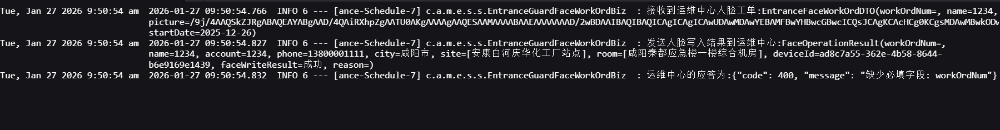 Tue, Jan 27 2026 9:50:54 am  2026-01-27 09:50:54.766  INFO 6 --- [ance-Schedule-7] c.a.m.e.s.s.EntranceGuardFaceWorkOrdBiz  : 接收到运维中心人脸工单:EntranceFaceWorkOrdDTO(workOrdNum=, name=1234,
picture=/9j/4AAQSkZJRgABAQEAYABgAAD/4QAiRXhpZgAATU0AKgAAAAgAAQESAAMAAAABAAEAAAAAAAD/2wBDAAIBAQIBAQICAgICAgICAwUDAwMDAwYEBAMFBwYHBwcGBwcICQsJCAgKCAcHCg0KCgsMDAwMBwkODw
startDate=2025-12-26)
Tue, Jan 27 2026 9:50:54 am  2026-01-27 09:50:54.827  INFO 6 --- [ance-Schedule-7] c.a.m.e.s.s.EntranceGuardFaceWorkOrdBiz  : 发送人脸写入结果到运维中心:FaceOperationResult(workOrdNum=,
name=1234, account=1234, phone=13800001111, city=咸阳市, site=[安康白河庆华化工厂站点], room=[咸阳秦都应急楼一楼综合机房], deviceId=ad8c7a55-362e-4b58-8644-
b6e9169e1439, faceWriteResult=成功, reason=)
Tue, Jan 27 2026 9:50:54 am  2026-01-27 09:50:54.832  INFO 6 --- [ance-Schedule-7] c.a.m.e.s.s.EntranceGuardFaceWorkOrdBiz  : 运维中心的应答为:{"code": 400, "message": "缺少必填字段: workOrdNum"}